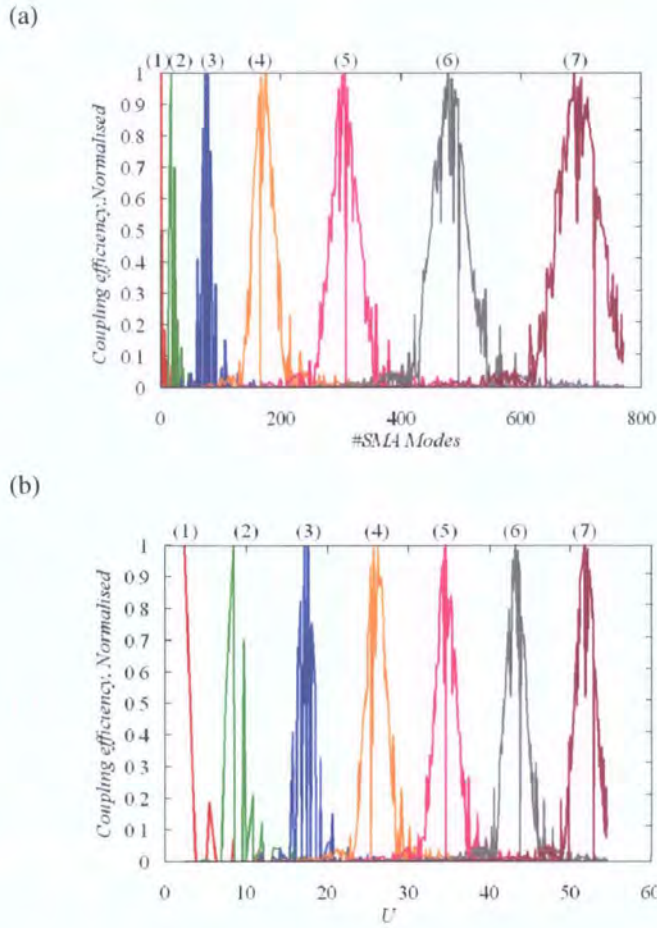 (a)
(1) (2) (3) (4) (5) (6) (7)
Coupling efficiency.Normalised
1
0 9
0 8
0 7
0 6
0 5
0 4
0 3
0 2
0 1
0
0 200 400 600 800
#SMA Modes
(b)
(1) (2) (3) (4) (5) (6) (7)
Coupling efficiency. Normalised
1
0 9
0 8
0 7
0 6
0 5
0 4
0 3
0 2
0 1
0
0 10 20 30 40 50 60
U